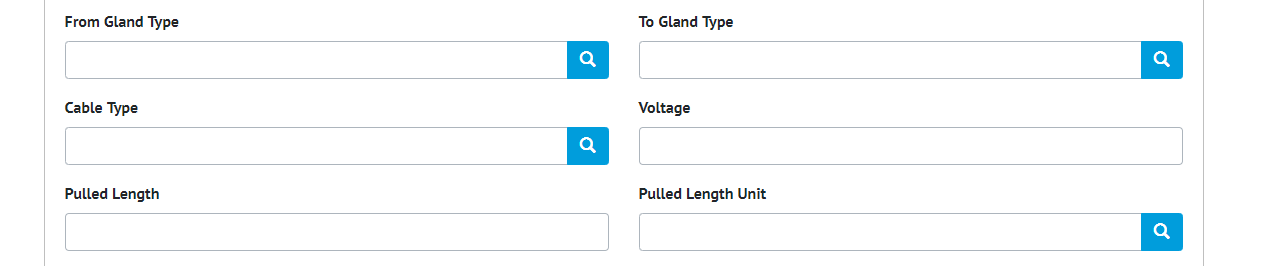 From Gland Type
To Gland Type
Cable Type
Voltage
Pulled Length
Pulled Length Unit